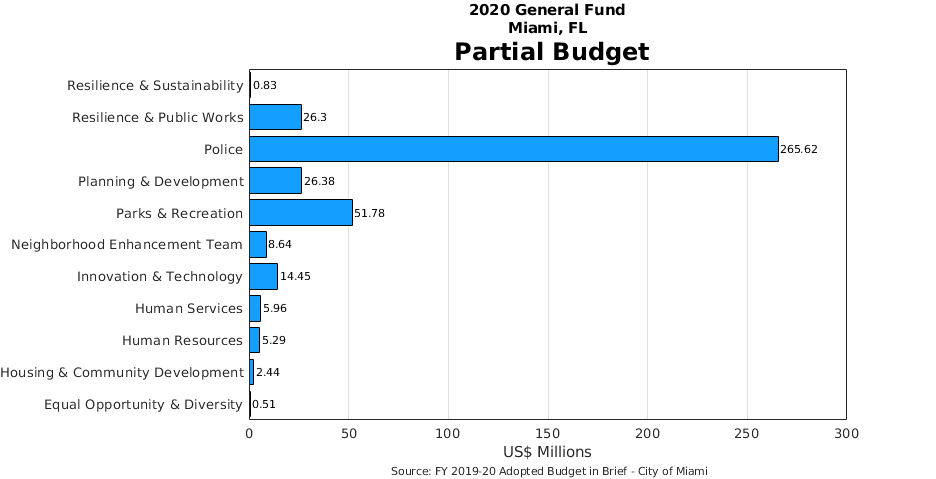 2020 General Fund
Miami, FL
Partial Budget
Resilience & Sustainability 0.83
Resilience & Public Works 26.3
Police 265.62
Planning & Development 26.38
Parks & Recreation 51.78
Neighborhood Enhancement Team 8.64
Innovation & Technology 14.45
Human Services 5.96
Human Resources 5.29
Housing & Community Development 2.44
Equal Opportunity & Diversity 0.51
0 50 100 150 200 250 300
US$ Millions
Source: FY 2019-20 Adopted Budget in Brief - City of Miami